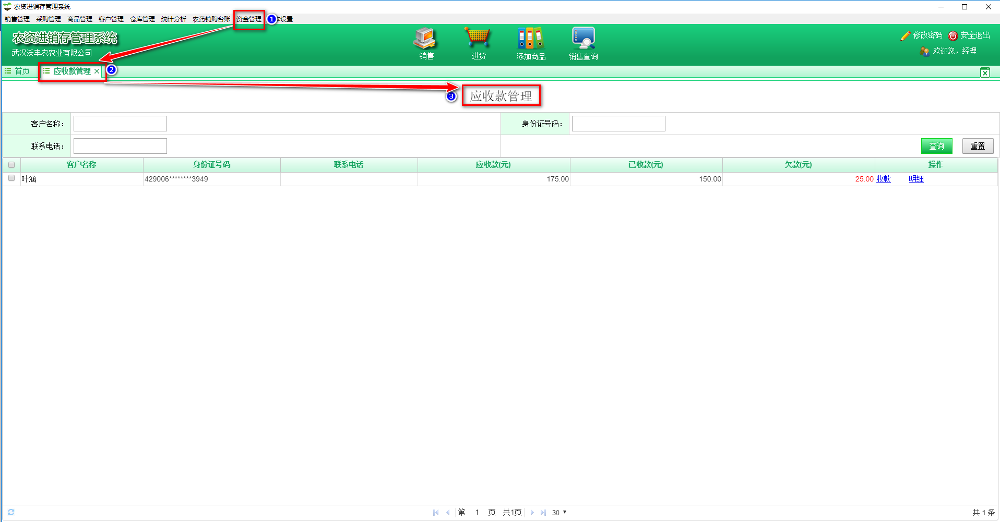 农资进销存管理系统
销售管理 采购管理 商品管理 客户管理 仓库管理 统计分析 农药销购台账 资金管理 1 本设置
农资进销存管理系统
武汉沃丰农农业有限公司
销售 进货 添加商品 销售查询
修改密码 安全退出
欢迎您，经理
首页 应收款管理 2
3 应收款管理
客户名称： 身份证号码：
联系电话： 查询 重置
客户名称 身份证号码 联系电话 应收款(元) 已收款(元) 欠款(元) 操作
叶涵 429006********3949 175.00 150.00 25.00 收款 明细
第 1 页 共1页 30 共 1 条